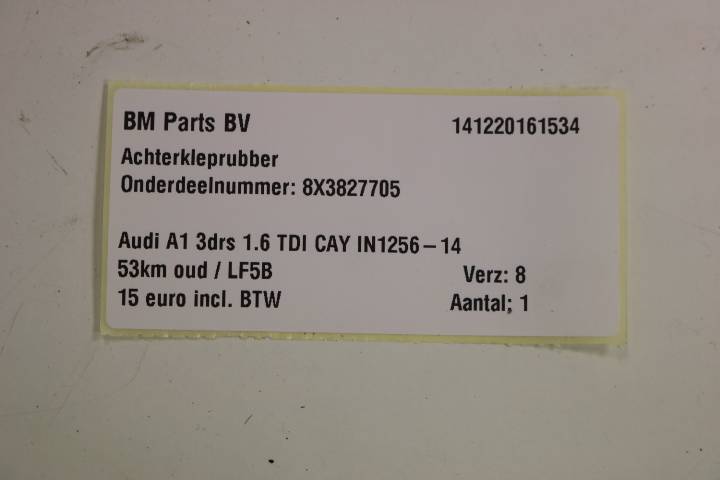 BM Parts BV 141220161534
Achterkleprubber
Onderdeelnummer: 8X3827705
Audi A1 3drs 1.6 TDI CAY IN1256-14
53km oud / LF5B Verz: 8
15 euro incl. BTW Aantal; 1